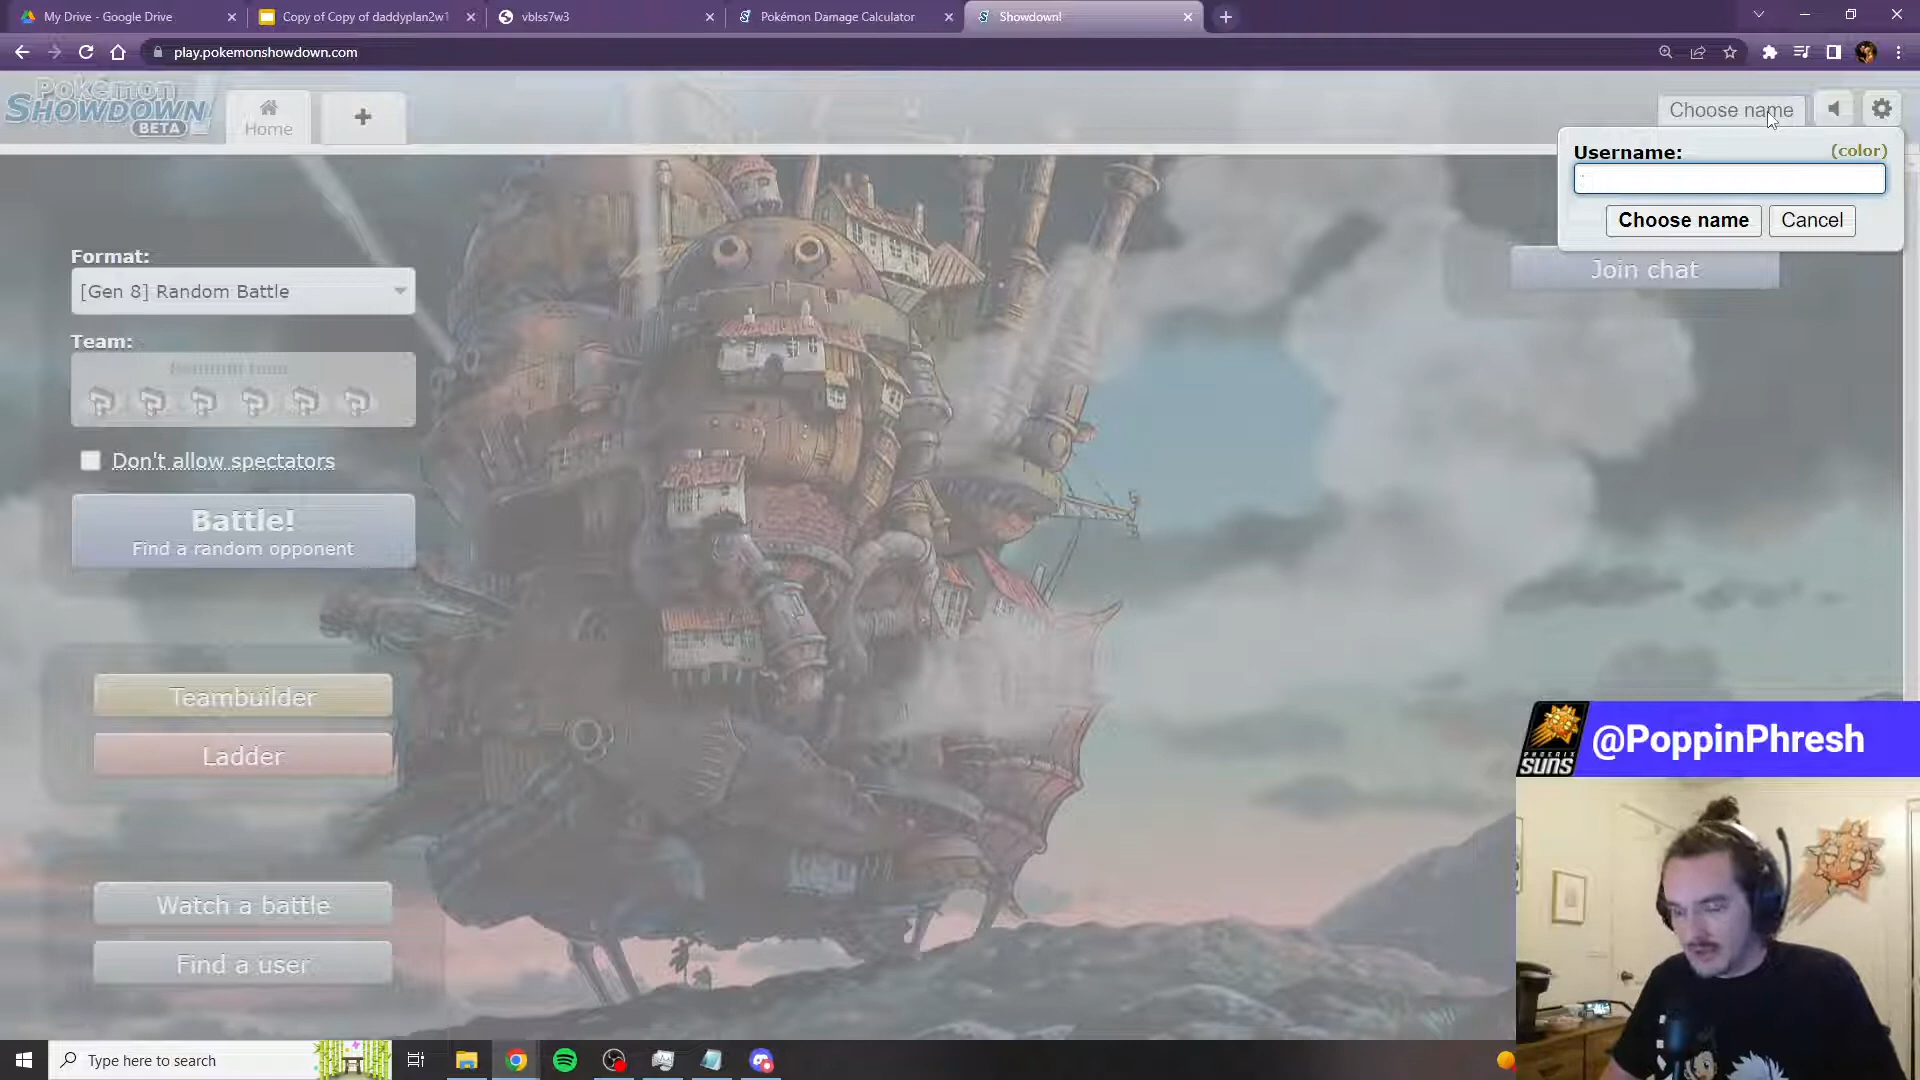 My Drive - Google Drive
Copy of Copy of daddyplan2w1
vblss7w3
Pokémon Damage Calculator
Showdown!
play.pokemonshowdown.com
Pokémon
SHOWDOWN!
BETA
Home
Choose name
Username:
(color)
Choose name
Cancel
Join chat
Format:
[Gen 8] Random Battle
Team:
Don't allow spectators
Battle!
Find a random opponent
Teambuilder
Ladder
Watch a battle
Find a user
PHOENIX
SUNS
@PoppinPhresh
Type here to search